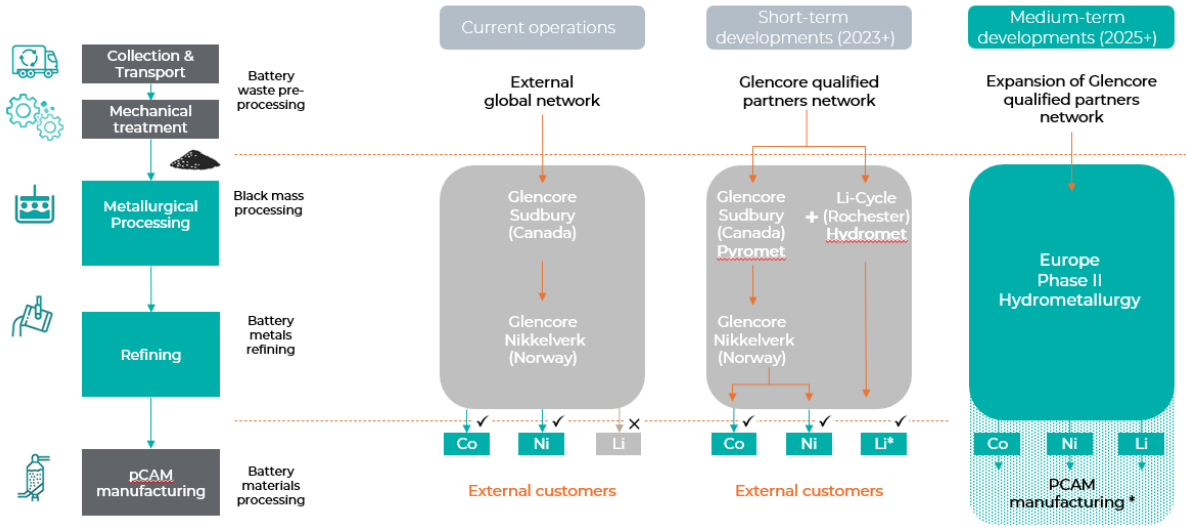 Current operations
Short-term
developments (2023+)
Medium-term
developments (2025+)
Collection &
Transport
Mechanical
treatment
Metallurgical
Processing
Refining
pCAM
manufacturing
Battery
waste pre-
processing
Black mass
processing
Battery
metals
refining
Battery
materials
processing
External
global network
Glencore
Sudbury
(Canada)
Glencore
Nikkelverk
(Norway)
Co
Ni
Li
External customers
Glencore qualified
partners network
Glencore
Sudbury
(Canada)
Pyromet
+
Li-Cycle
(Rochester)
Hydromet
Glencore
Nikkelverk
(Norway)
Co
Ni
Li*
External customers
Expansion of Glencore
qualified partners
network
Europe
Phase II
Hydrometallurgy
Co
Ni
Li
PCAM
manufacturing *